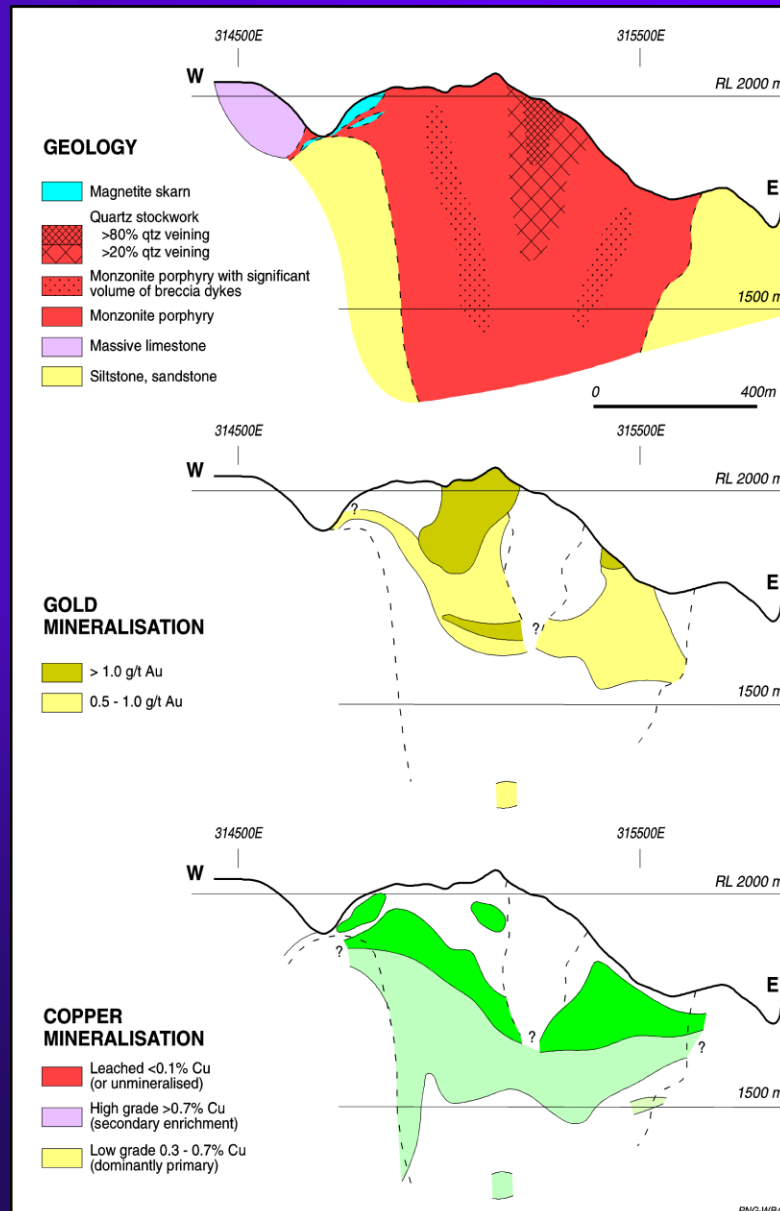 314500E
315500E
W
RL 2000 m
GEOLOGY
Magnetite skarn
E
Quartz stockwork
>80% qtz veining
>20% qtz veining
Monzonite porphyry with significant
volume of breccia dykes
1500 m
Monzonite porphyry
Massive limestone
Siltstone, sandstone
0
400m
314500E
315500E
W
RL 2000 m
?
E
GOLD
MINERALISATION
?
> 1.0 g/t Au
0.5 - 1.0 g/t Au
1500 m
314500E
315500E
W
RL 2000 m
?
E
COPPER
MINERALISATION
?
?
Leached <0.1% Cu
(or unmineralised)
High grade >0.7% Cu
(secondary enrichment)
1500 m
Low grade 0.3 - 0.7% Cu
(dominantly primary)